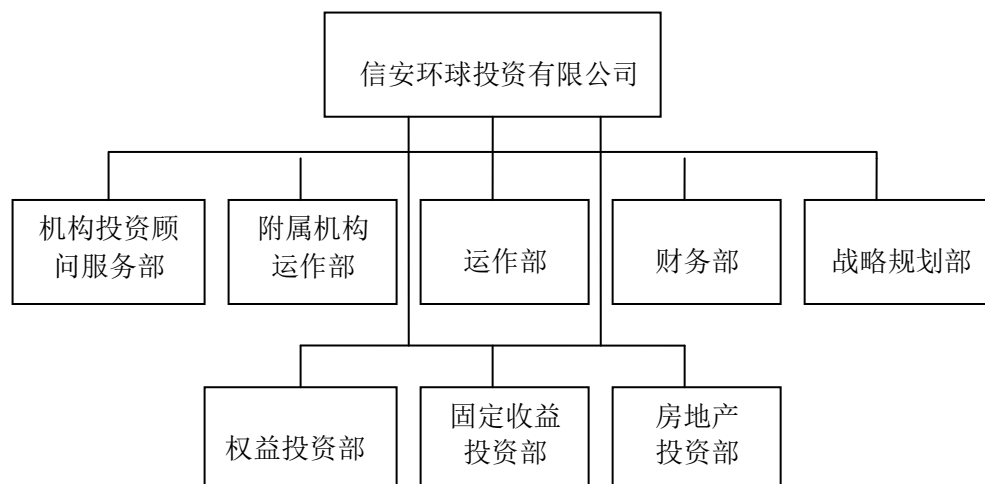 信安环球投资有限公司
机构投资顾
问服务部
附属机构
运作部
运作部
财务部
战略规划部
权益投资部
固定收益
投资部
房地产
投资部